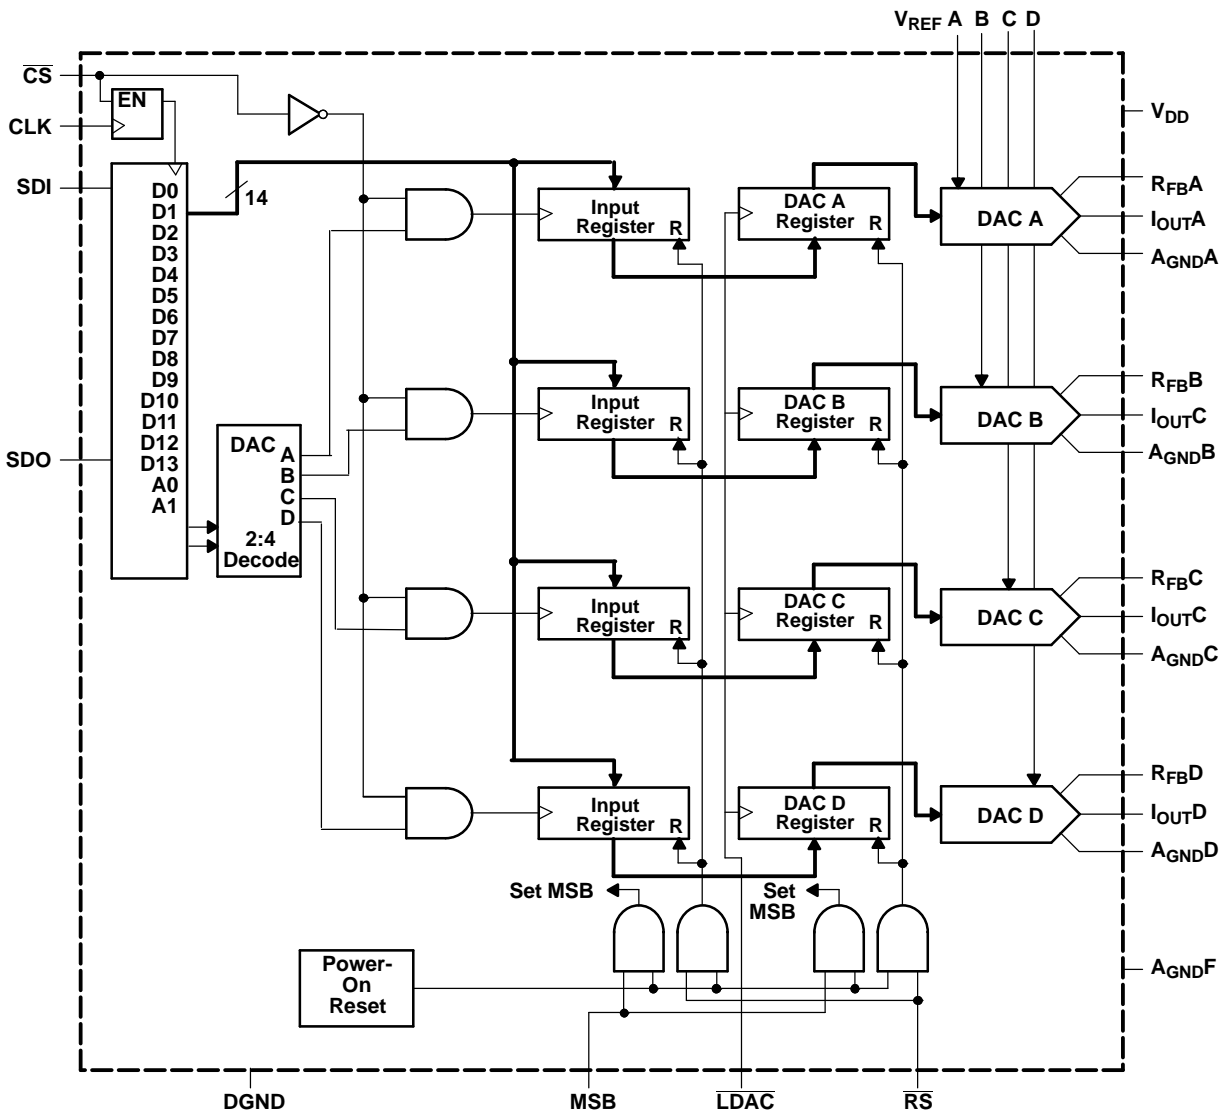 VREF A B C D
CS
EN
CLK
VDD
SDI
D0
D1
D2
D3
D4
D5
D6
D7
D8
D9
D10
D11
D12
D13
A0
A1
14
SDO
DAC
A
B
C
D
2:4
Decode
Input
Register
R
DAC A
Register
R
DAC A
RFBA
IOUTA
AGNDA
Input
Register
R
DAC B
Register
R
DAC B
RFBB
IOUTC
AGNDB
Input
Register
R
DAC C
Register
R
DAC C
RFBC
IOUTC
AGNDC
Input
Register
R
DAC D
Register
R
DAC D
RFBD
IOUTD
AGNDD
Set MSB
Set
MSB
Power-
On
Reset
AGNDF
DGND
MSB
LDAC
RS